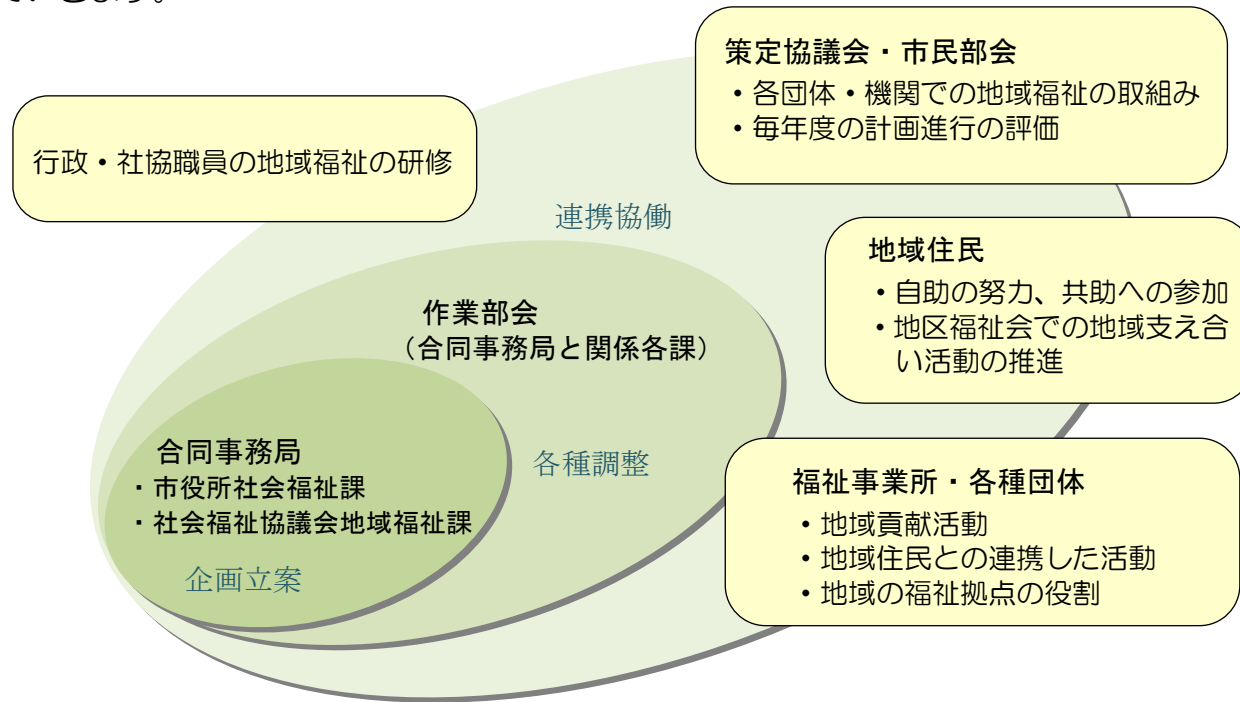 策定協議会・市民部会
・各団体・機関での地域福祉の取組み
・毎年度の計画進行の評価
行政・社協職員の地域福祉の研修
連携協働
地域住民
・自助の努力、共助への参加
・地区福祉会での地域支え合
い活動の推進
作業部会
（合同事務局と関係各課）
合同事務局
・市役所社会福祉課
・社会福祉協議会地域福祉課
各種調整
企画立案
福祉事業所・各種団体
・地域貢献活動
・地域住民との連携した活動
・地域の福祉拠点の役割